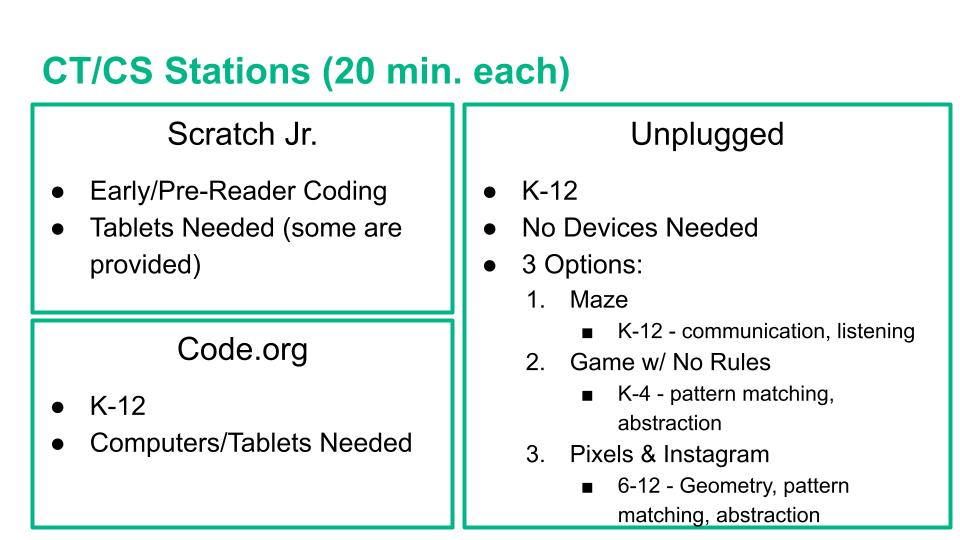 CT/CS Stations (20 min. each)
Scratch Jr.
● Early/Pre-Reader Coding
● Tablets Needed (some are
provided)
Code.org
● K-12
● Computers/Tablets Needed
Unplugged
● K-12
● No Devices Needed
● 3 Options:
1. Maze
■ K-12 - communication, listening
2. Game w/ No Rules
■ K-4 - pattern matching,
abstraction
3. Pixels & Instagram
■ 6-12 - Geometry, pattern
matching, abstraction